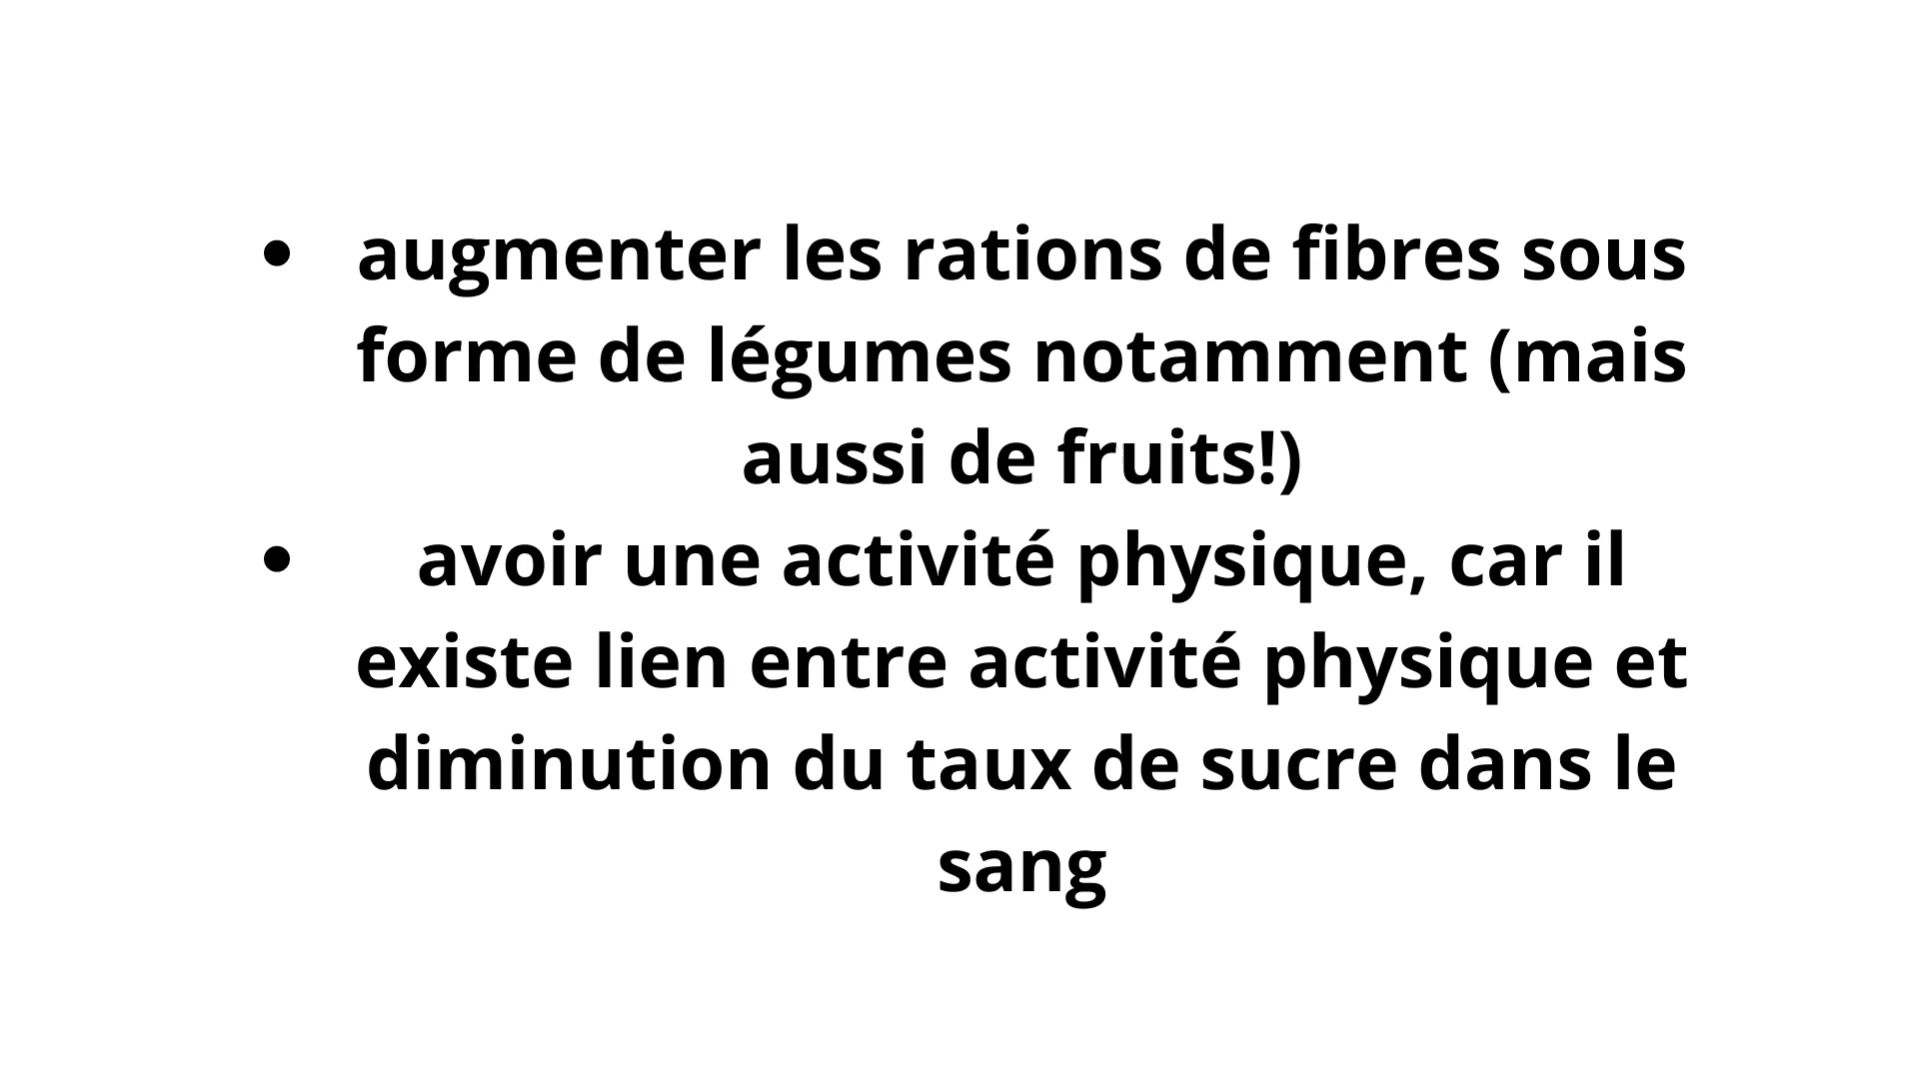 • augmenter les rations de fibres sous
forme de légumes notamment (mais
aussi de fruits!)
• avoir une activité physique, car il
existe lien entre activité physique et
diminution du taux de sucre dans le
sang